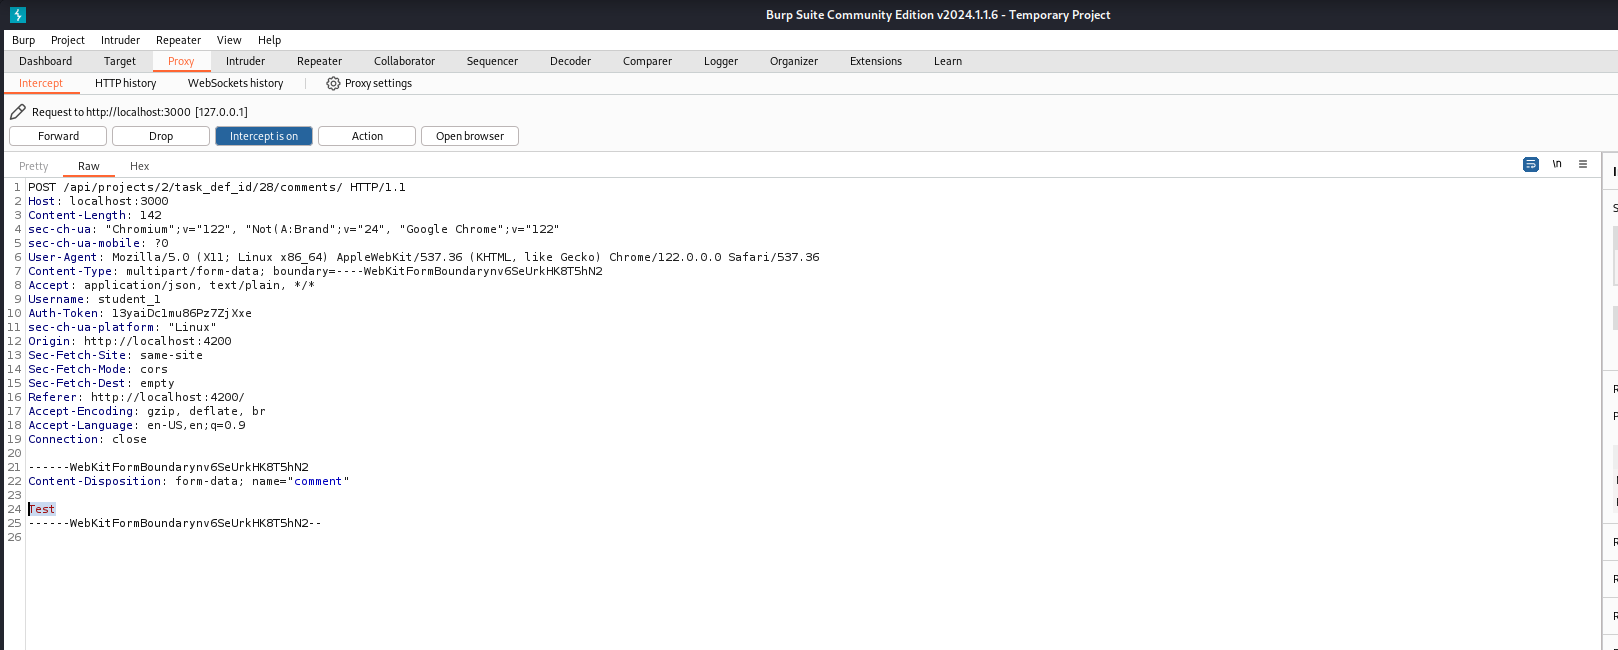 Burp Suite Community Edition v2024.1.1.6 - Temporary Project
Burp Project Intruder Repeater View Help
Dashboard Target Proxy Intruder Repeater Collaborator Sequencer Decoder Comparer Logger Organizer Extensions Learn
Intercept HTTP history WebSockets history Proxy settings
Request to http://localhost:3000 [127.0.0.1]
Forward Drop Intercept is on Action Open browser
Pretty Raw Hex \n
1 POST /api/projects/2/task_def_id/28/comments/ HTTP/1.1
2 Host: localhost:3000
3 Content-Length: 142
4 sec-ch-ua: "Chromium";v="122", "Not(A:Brand";v="24", "Google Chrome";v="122"
5 sec-ch-ua-mobile: ?0
6 User-Agent: Mozilla/5.0 (X11; Linux x86_64) AppleWebKit/537.36 (KHTML, like Gecko) Chrome/122.0.0.0 Safari/537.36
7 Content-Type: multipart/form-data; boundary=----WebKitFormBoundarynv6SeUrkHK8T5hN2
8 Accept: application/json, text/plain, */*
9 Username: student_1
10 Auth-Token: 13yaiDc1mu86Pz7ZjXxe
11 sec-ch-ua-platform: "Linux"
12 Origin: http://localhost:4200
13 Sec-Fetch-Site: same-site
14 Sec-Fetch-Mode: cors
15 Sec-Fetch-Dest: empty
16 Referer: http://localhost:4200/
17 Accept-Encoding: gzip, deflate, br
18 Accept-Language: en-US,en;q=0.9
19 Connection: close
20
21 ------WebKitFormBoundarynv6SeUrkHK8T5hN2
22 Content-Disposition: form-data; name="comment"
23
24 Test
25 ------WebKitFormBoundarynv6SeUrkHK8T5hN2--
26